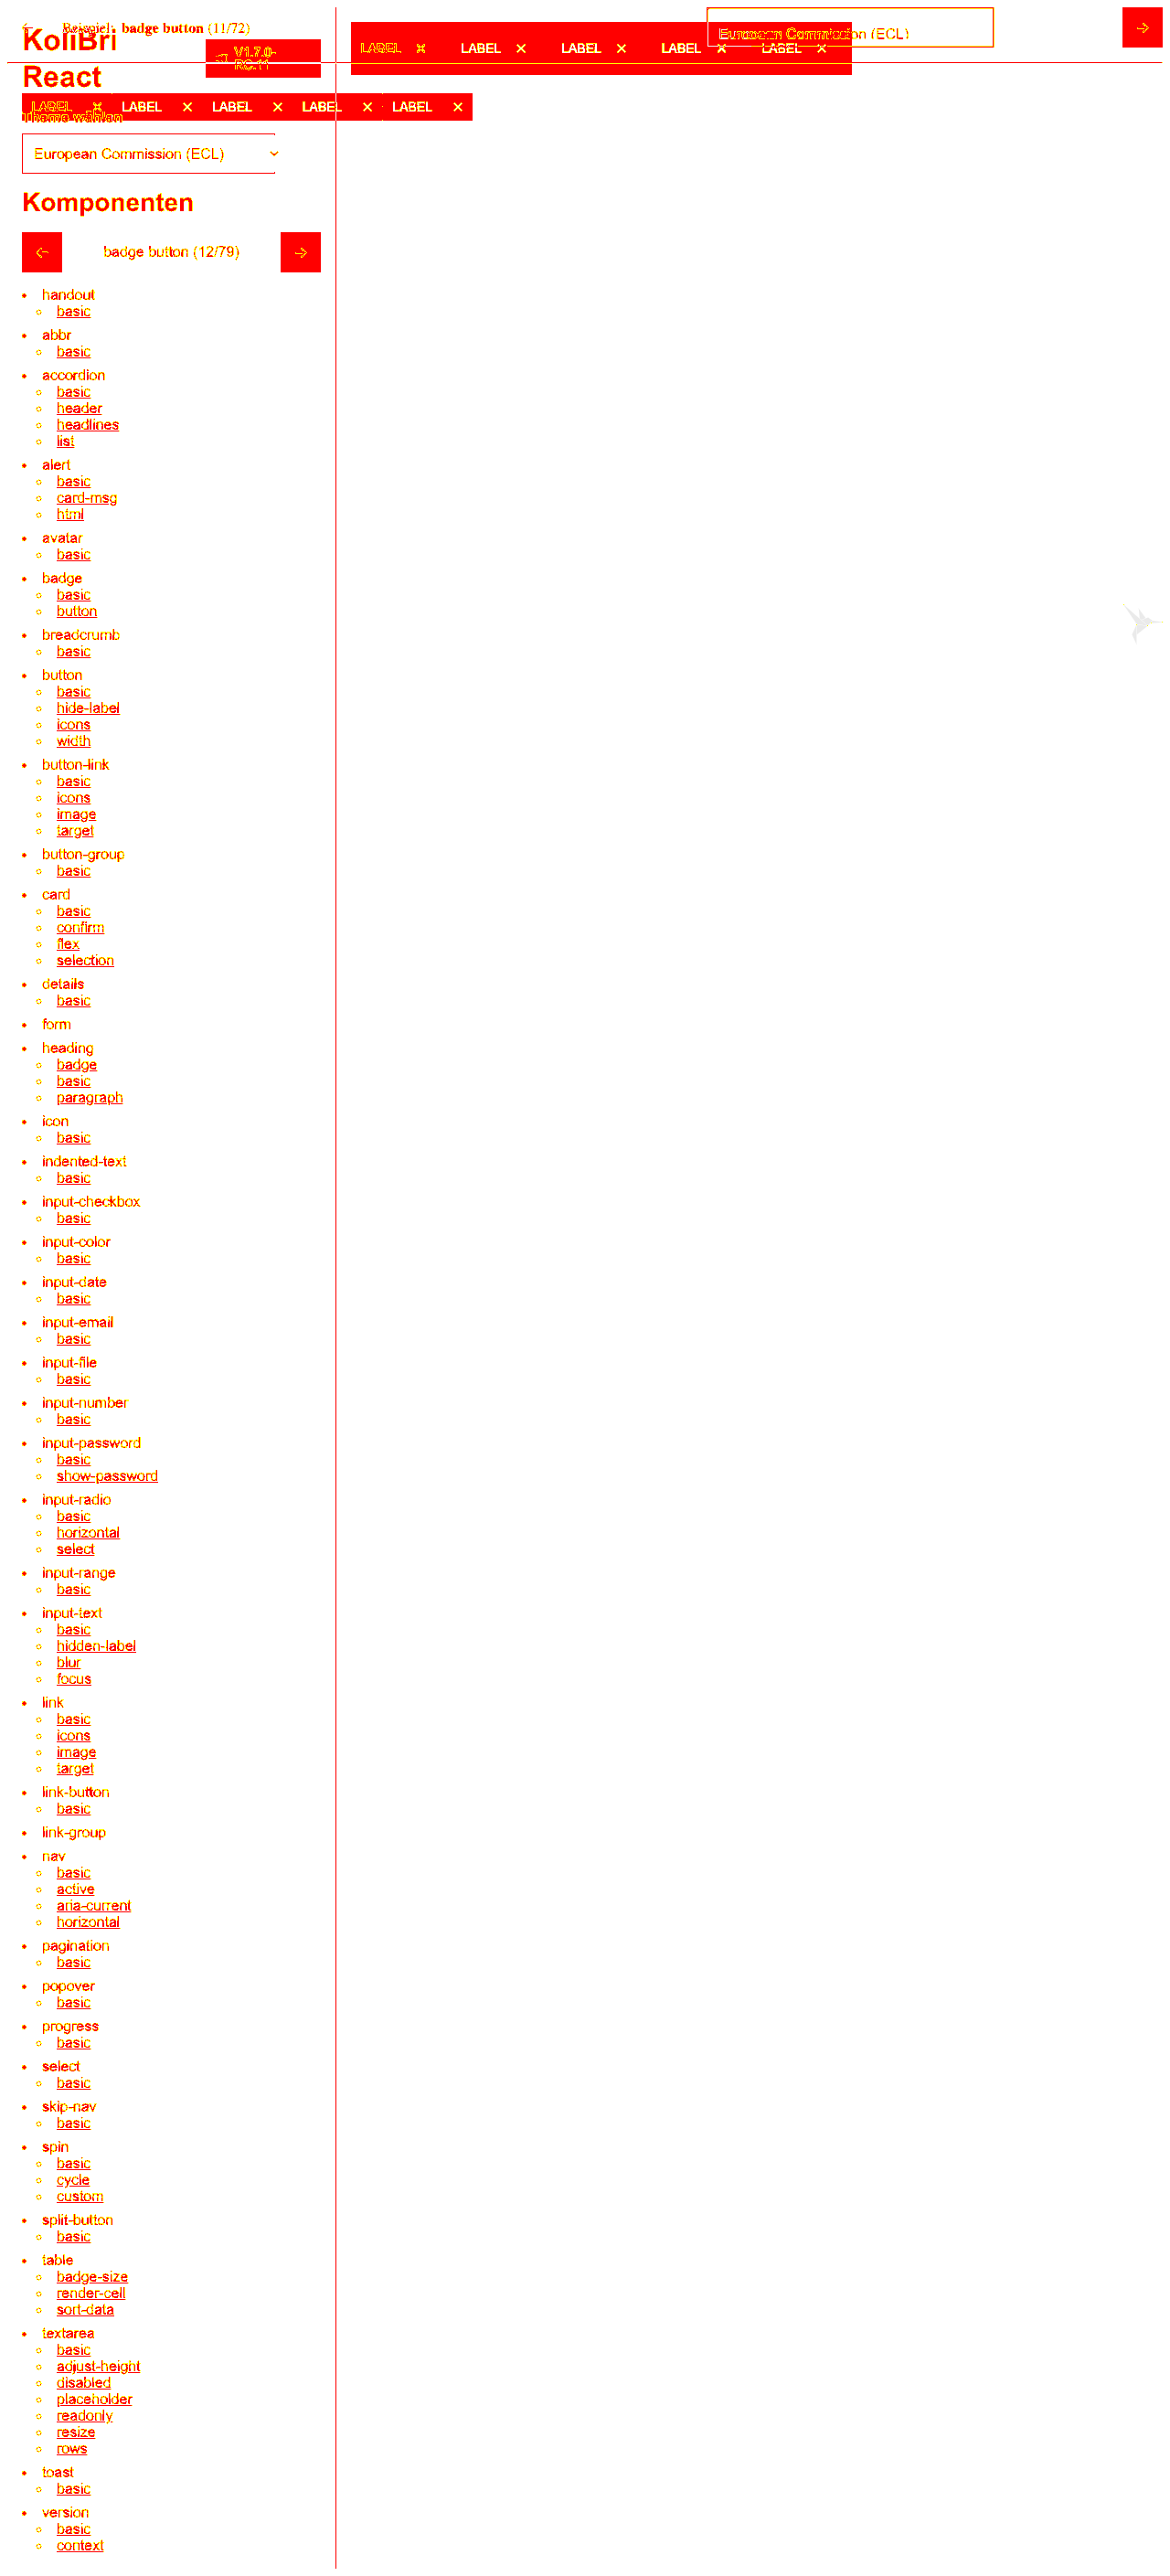 Beispiel: badge button (11/72)
KoliBri
React
V1.7.0-
RC.11
LABEL LABEL LABEL LABEL LABEL
European Commission (ECL)
LABEL LABEL LABEL LABEL LABEL
Theme wählen
European Commission (ECL)
Komponenten
badge button (12/79)
handout
basic
abbr
basic
accordion
basic
header
headlines
list
alert
basic
card-msg
html
avatar
basic
badge
basic
button
breadcrumb
basic
button
basic
hide-label
icons
width
button-link
basic
icons
image
target
button-group
basic
card
basic
confirm
flex
selection
details
basic
form
heading
badge
basic
paragraph
icon
basic
indented-text
basic
input-checkbox
basic
input-color
basic
input-date
basic
input-email
basic
input-file
basic
input-number
basic
input-password
basic
show-password
input-radio
basic
horizontal
select
input-range
basic
input-text
basic
hidden-label
blur
focus
link
basic
icons
image
target
link-button
basic
link-group
nav
basic
active
aria-current
horizontal
pagination
basic
popover
basic
progress
basic
select
basic
skip-nav
basic
spin
basic
cycle
custom
split-button
basic
table
badge-size
render-cell
sort-data
textarea
basic
adjust-height
disabled
placeholder
readonly
resize
rows
toast
basic
version
basic
context